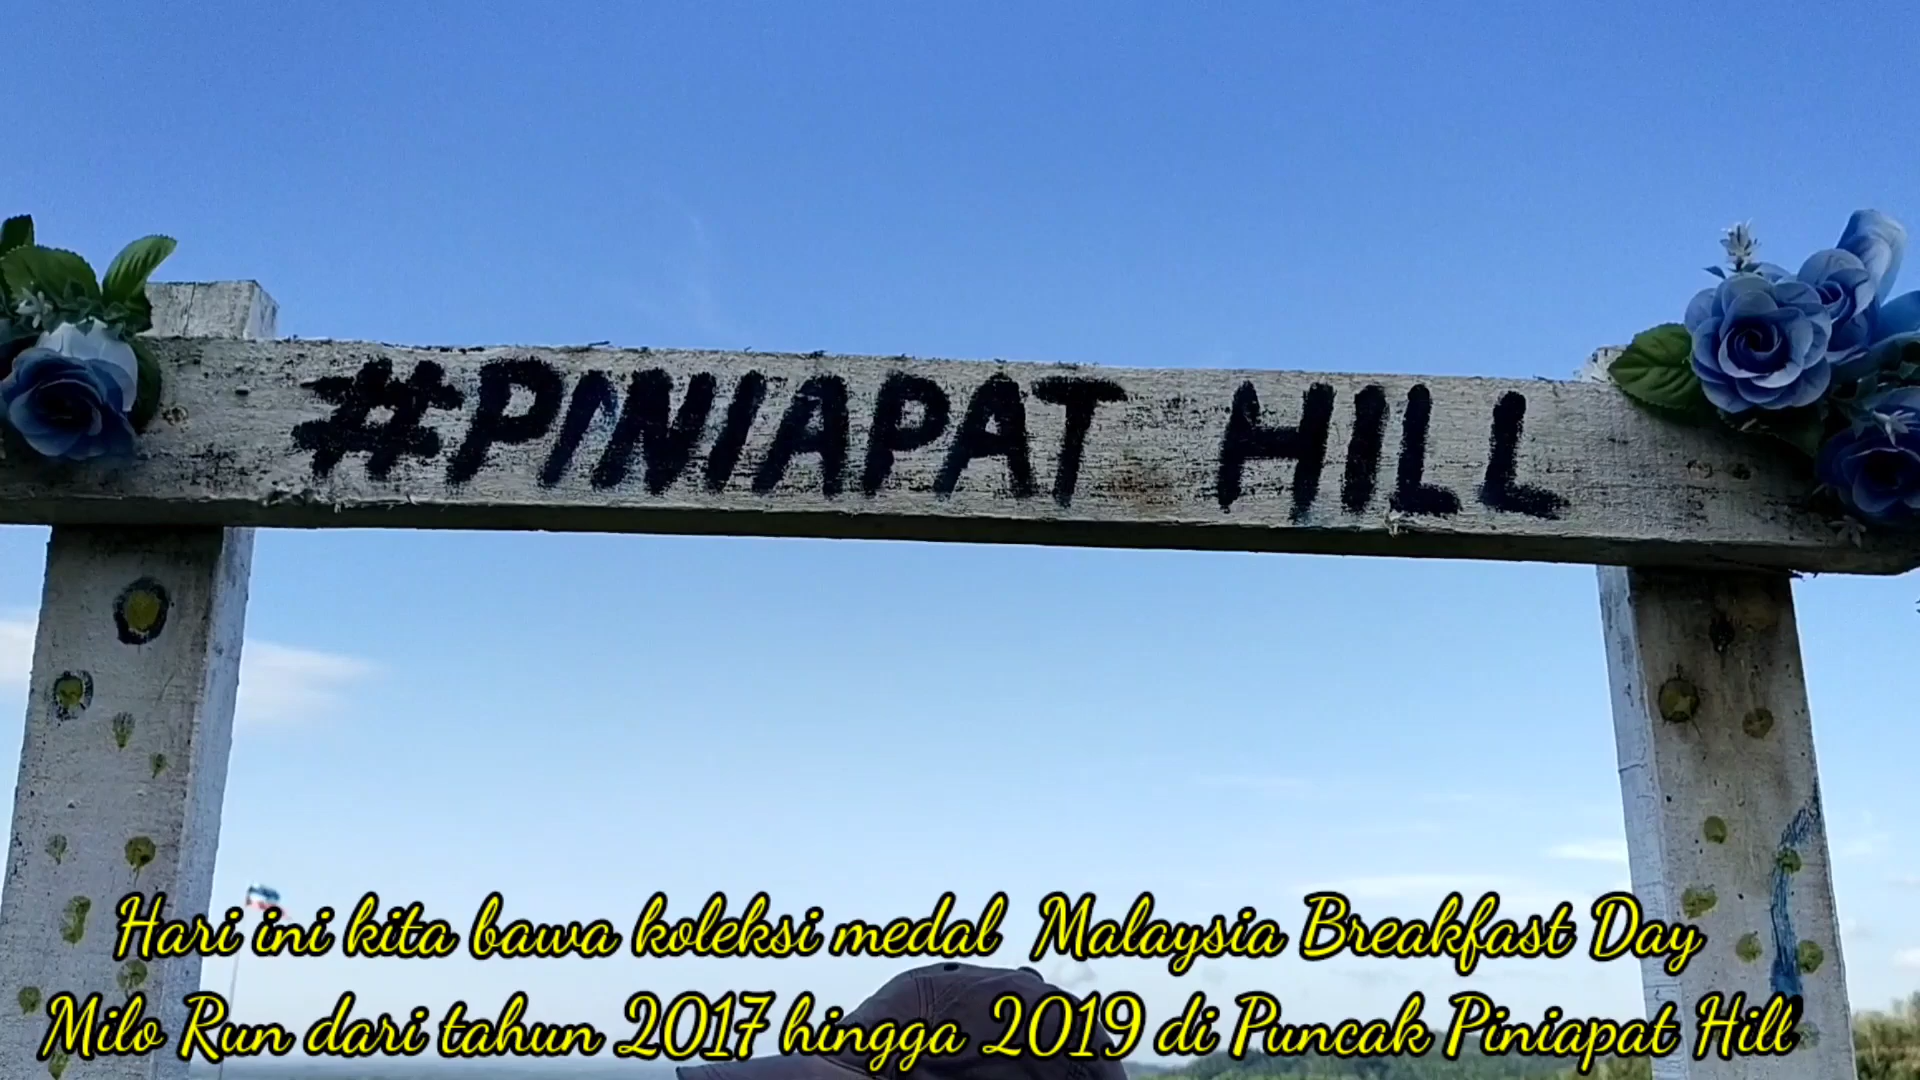 #PINIAPAT HILL
Hari ini kita bawa koleksi medal Malaysia Breakfast Day
Milo Run dari tahun 2017 hingga 2019 di Puncak Piniapat Hill